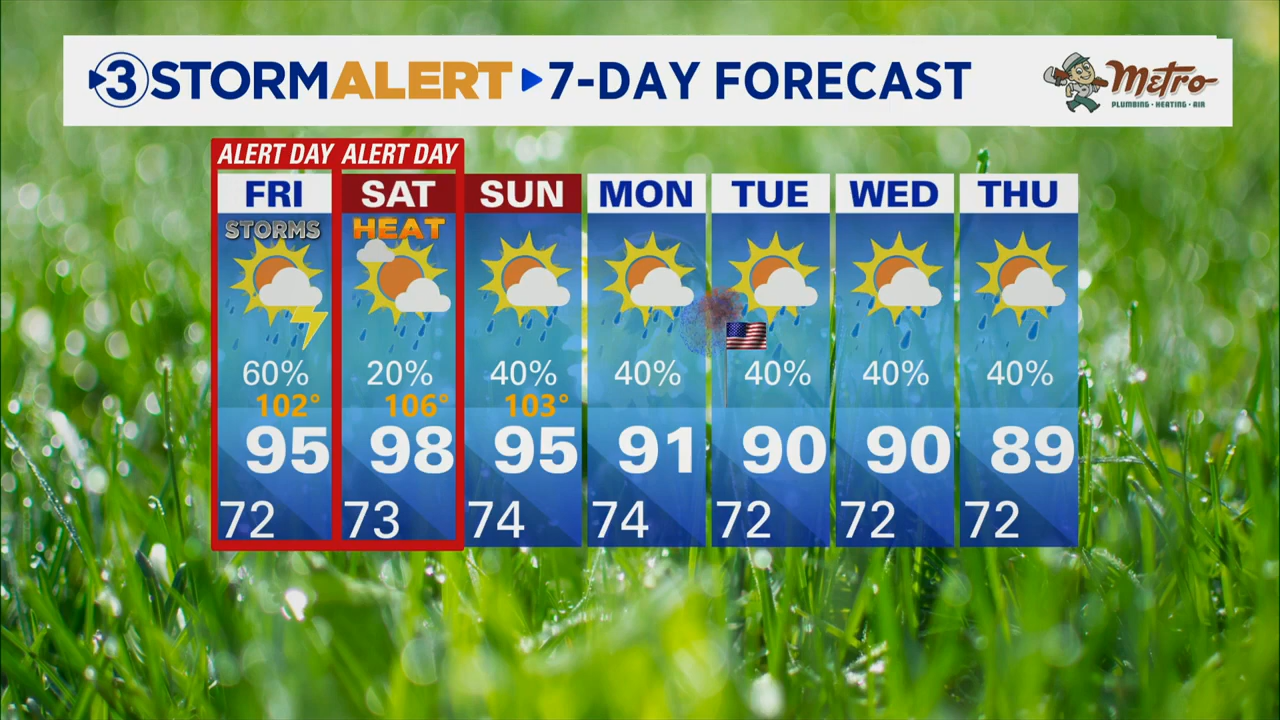 3 STORM ALERT 7-DAY FORECAST
Metro
PLUMBING • HEATING • AIR
ALERT DAY ALERT DAY
FRI SAT SUN MON TUE WED THU
STORMS HEAT
60% 20% 40% 40% 40% 40% 40%
102° 106° 103°
95 98 95 91 90 90 89
72 73 74 74 72 72 72